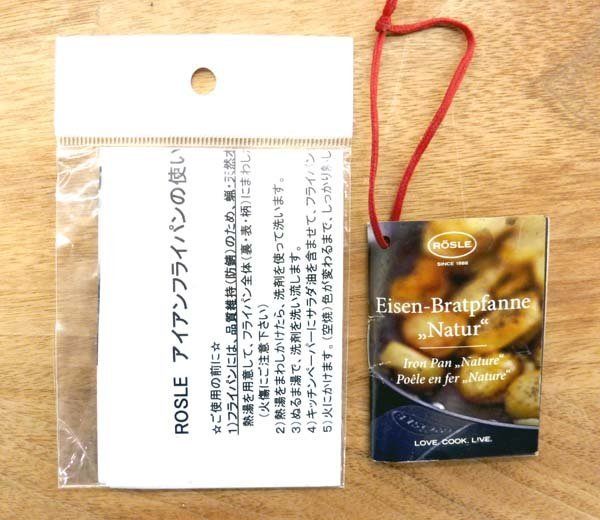 ROSLE アイアンフライパンの使い
☆ご使用の前に☆
1)フライパンには、品質維持(防錆)のため、蝋・天然オ
熱湯を用意して、フライパン全体(裏・表・柄)にまわし
(火傷にご注意下さい)
2)熱湯をまわしかけたら、洗剤を使って洗います。
3)ぬるま湯で、洗剤を洗い流します。
4)キッチンペーパーにサラダ油を含ませて、フライパン
5)火にかけます。(空焼)色が変わるまで、しっかり
RÖSLE
SINCE 1888
Eisen-Bratpfanne
„Natur“
Iron Pan „Nature“
Poêle en fer „Nature“
LOVE. COOK. LIVE.